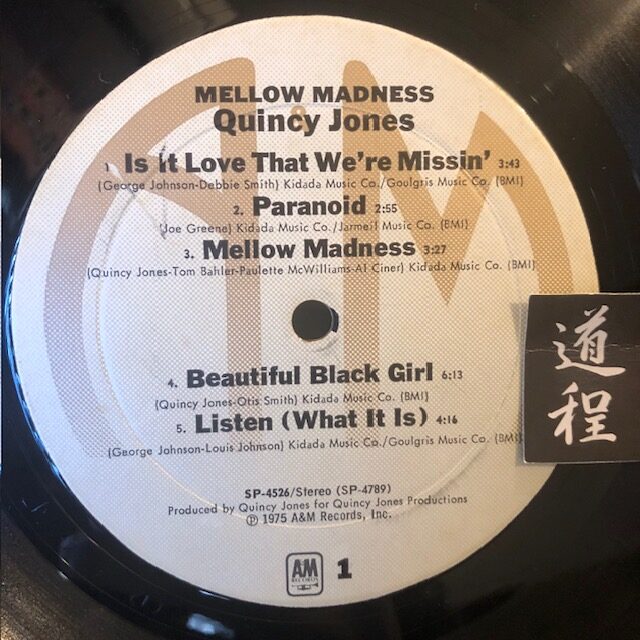 MELLOW MADNESS
Quincy Jones
1. Is It Love That We're Missin' 3:43
(George Johnson-Debbie Smith) Kidada Music Co./Goulgris Music Co. (BMI)
2. Paranoid 2:55
(Joe Greene) Kidada Music Co./Jarmeil Music Co. (BMI)
3. Mellow Madness 3:27
(Quincy Jones-Tom Bahler-Paulette McWilliams-Al Ciner) Kidada Music Co. (BMI)
4. Beautiful Black Girl 6:13
(Quincy Jones-Otis Smith) Kidada Music Co. (BMI)
5. Listen (What It Is) 4:16
(George Johnson-Louis Johnson) Kidada Music Co./Goulgris Music Co. (BMI)
SP-4526/Stereo (SP-4789)
Produced by Quincy Jones for Quincy Jones Productions
℗ 1975 A&M Records, Inc.
AM
RECORDS
1
道程